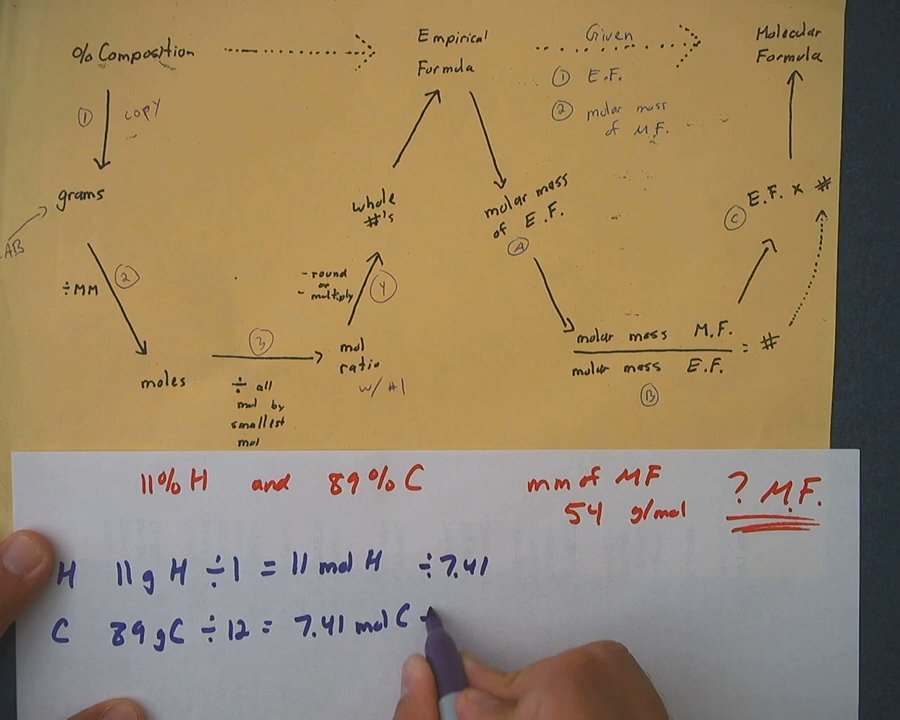 % Composition
Empirical
Formula
Given
① E.F.
② molar mass
of M.F.
Molecular
Formula
① copy
grams
AB
÷MM
②
moles
③
÷ all
mol by
smallest
mol
mol
ratio
w/ #1
- round
or
- multiply
④
whole
#'s
molar mass
of E.F.
Ⓐ
molar mass M.F.
molar mass E.F.
= #
Ⓑ
Ⓒ E.F. x #
11% H and 89% C
mm of MF
54 g/mol
? M.F.
H 11 g H ÷ 1 = 11 mol H ÷ 7.41
C 89 g C ÷ 12 = 7.41 mol C